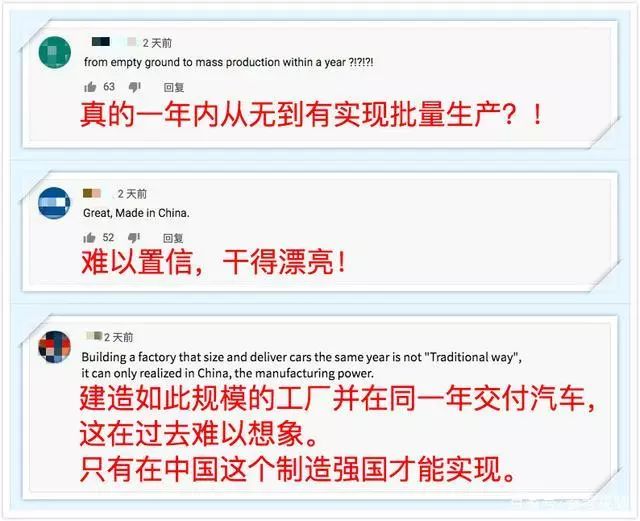 2 天前
from empty ground to mass production within a year ?!?!?!
63 回复
真的一年内从无到有实现批量生产？！
2 天前
Great, Made in China.
52 回复
难以置信，干得漂亮！
2 天前
Building a factory that size and deliver cars the same year is not "Traditional way",
it can only realized in China, the manufacturing power.
建造如此规模的工厂并在同一年交付汽车，
这在过去难以想象。
只有在中国这个制造强国才能实现。